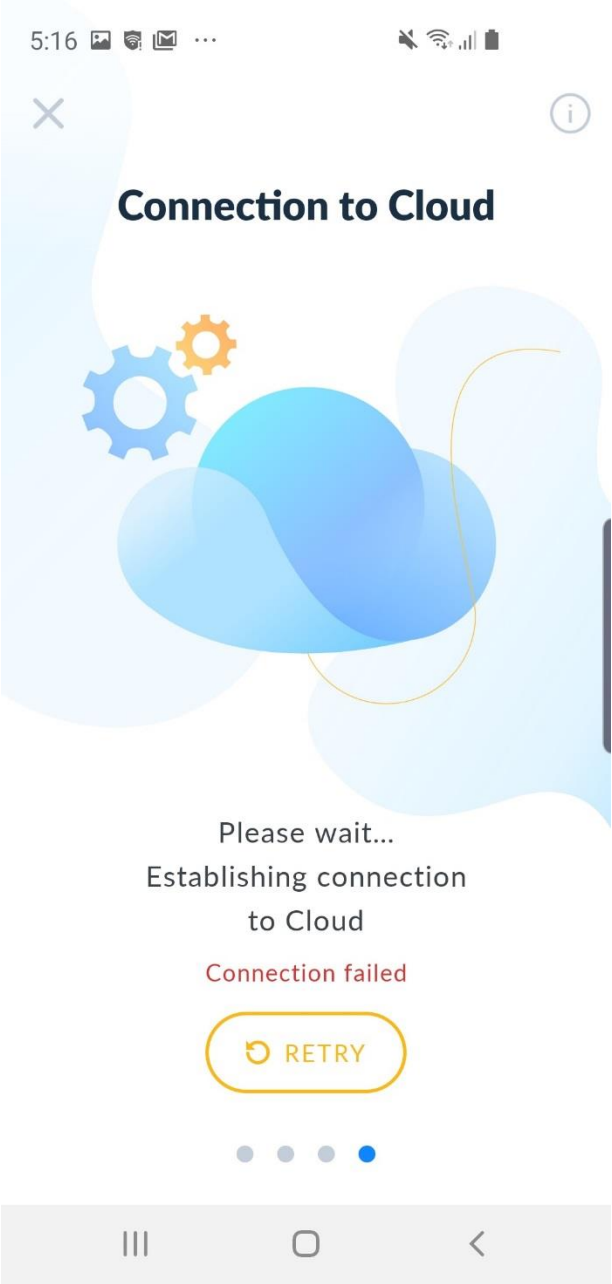 5:16
Connection to Cloud
Please wait...
Establishing connection
to Cloud
Connection failed
RETRY